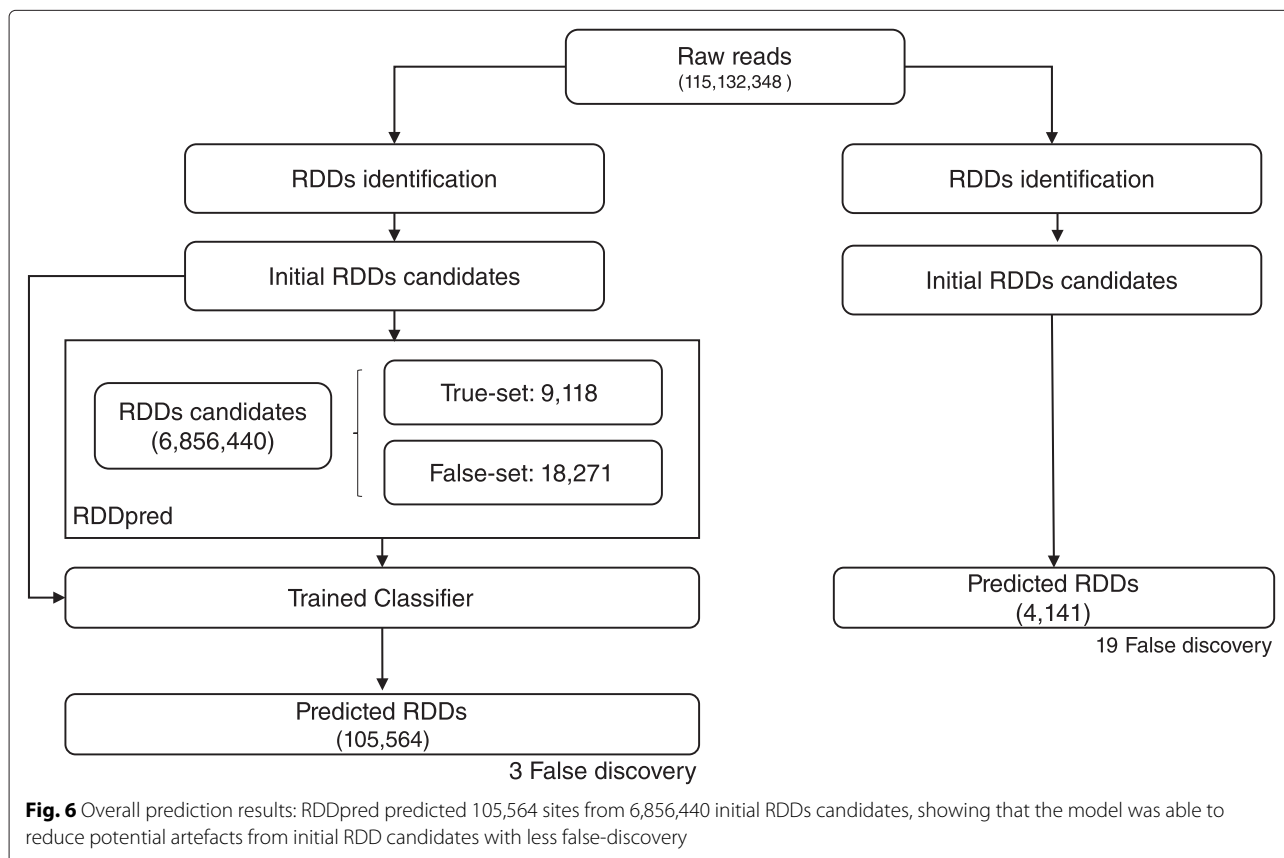 Raw reads
(115,132,348 )
RDDs identification
RDDs identification
Initial RDDs candidates
Initial RDDs candidates
RDDs candidates
(6,856,440)
True-set: 9,118
False-set: 18,271
RDDpred
Trained Classifier
Predicted RDDs
(4,141)
19 False discovery
Predicted RDDs
(105,564)
3 False discovery
Fig. 6 Overall prediction results: RDDpred predicted 105,564 sites from 6,856,440 initial RDDs candidates, showing that the model was able to
reduce potential artefacts from initial RDD candidates with less false-discovery